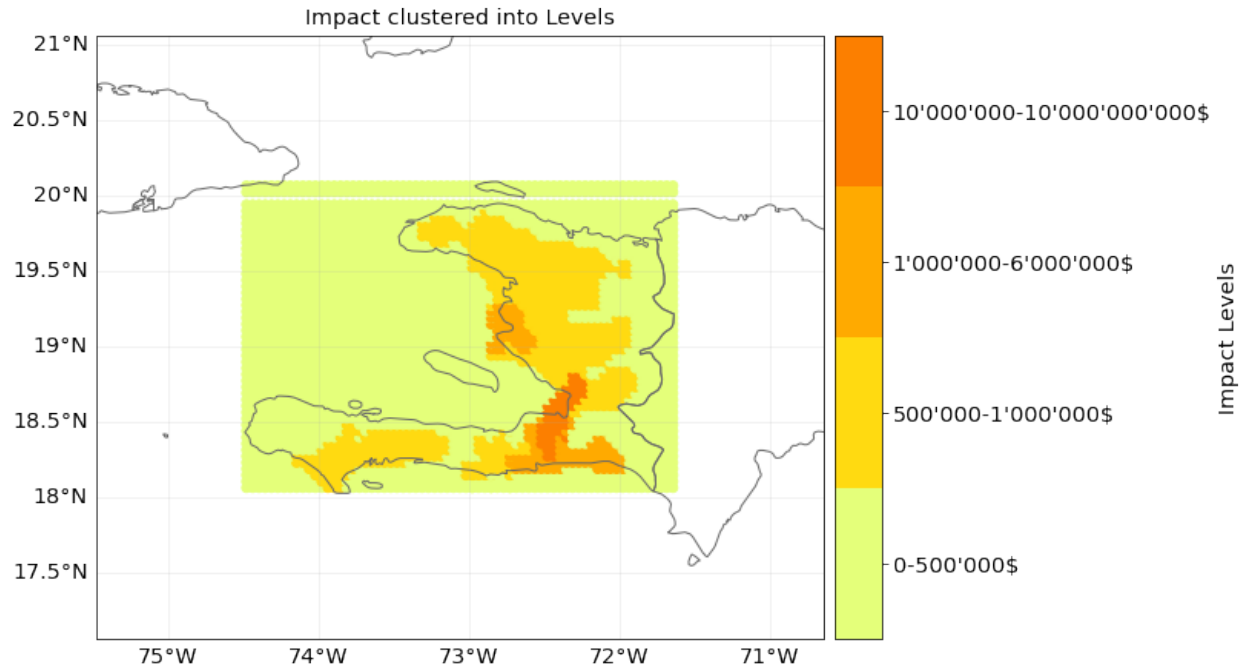 Impact clustered into Levels
21°N
20.5°N
20°N
19.5°N
19°N
18.5°N
18°N
17.5°N
75°W
74°W
73°W
72°W
71°W
10'000'000-10'000'000'000$
1'000'000-6'000'000$
500'000-1'000'000$
0-500'000$
Impact Levels